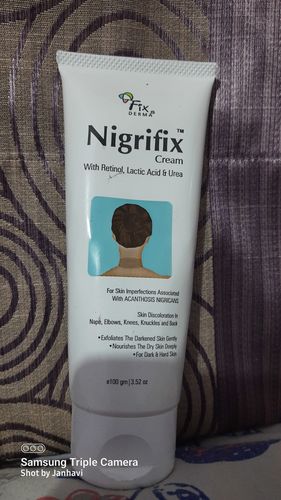 Fix
DERMA
Nigrifix™
Cream
With Retinol, Lactic Acid & Urea
For Skin Imperfections Associated
With ACANTHOSIS NIGRICANS
Skin Discoloration In
Nape, Elbows, Knees, Knuckles and Back
• Exfoliates The Darkened Skin Gently
• Nourishes The Dry Skin Deeply
• For Dark & Hard Skin
e100 gm | 3.52 oz
Samsung Triple Camera
Shot by Janhavi